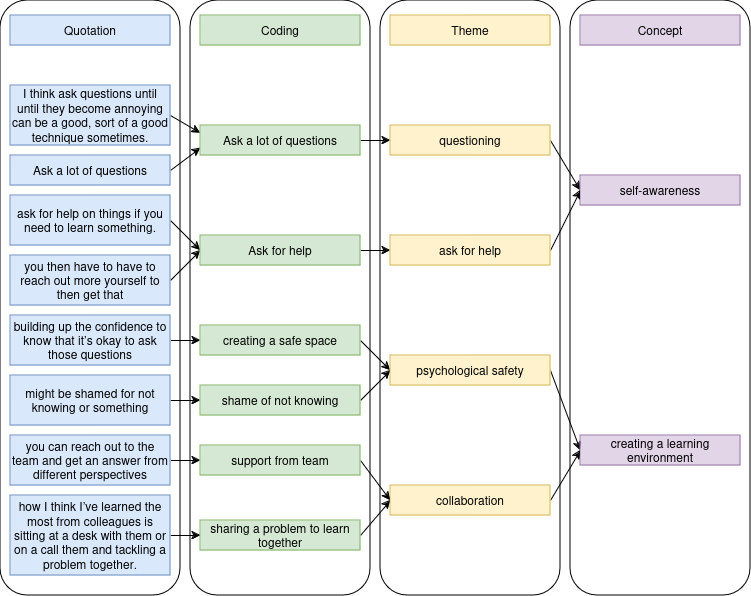 Quotation
Coding
Theme
Concept
I think ask questions until
until they become annoying
can be a good, sort of a good
technique sometimes.
Ask a lot of questions
ask for help on things if you
need to learn something.
you then have to have to
reach out more yourself to
then get that
building up the confidence to
know that it's okay to ask
those questions
might be shamed for not
knowing or something
you can reach out to the
team and get an answer from
different perspectives
how I think I've learned the
most from colleagues is
sitting at a desk with them or
on a call them and tackling a
problem together.
Ask a lot of questions
Ask for help
creating a safe space
shame of not knowing
support from team
sharing a problem to learn
together
questioning
ask for help
psychological safety
collaboration
self-awareness
creating a learning
environment